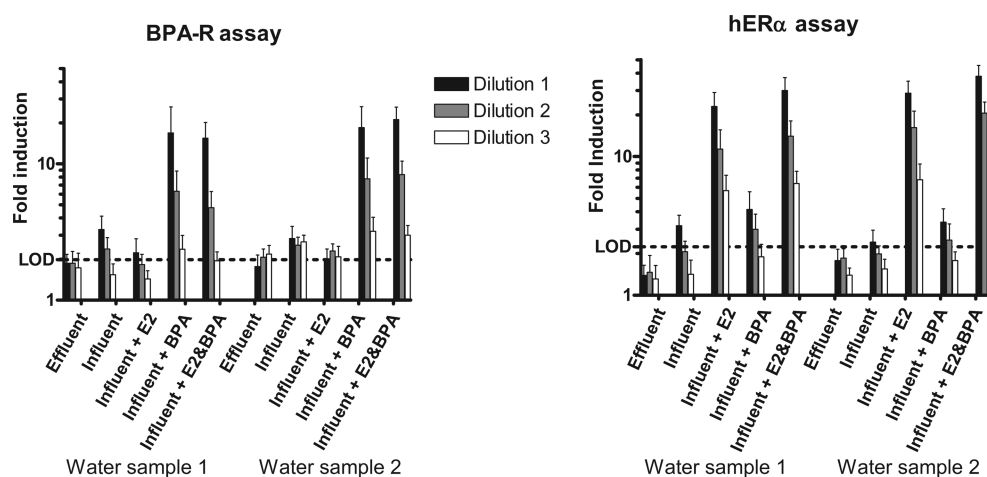 BPA-R assay
Fold induction
10
LOD
1
Effluent
Influent
Influent + E2
Influent + BPA
Influent + E2&BPA
Effluent
Influent
Influent + E2
Influent + BPA
Influent + E2&BPA
Water sample 1
Water sample 2
Dilution 1
Dilution 2
Dilution 3
hERα assay
Fold Induction
10
LOD
1
Effluent
Influent
Influent + E2
Influent + BPA
Influent + E2&BPA
Effluent
Influent
Influent + E2
Influent + BPA
Influent + E2&BPA
Water sample 1
Water sample 2